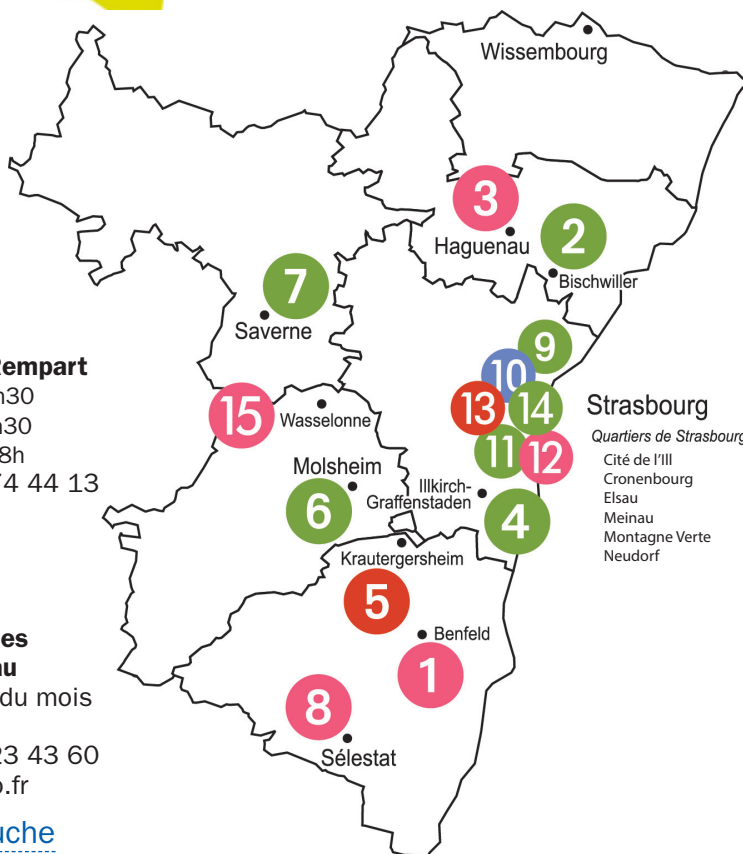 Wissembourg
3
Haguenau
2
Bischwiller
7
Saverne
9
10
13
14
11
12
Strasbourg
Quartiers de Strasbourg
Cité de l'Ill
Cronenbourg
Elsau
Meinau
Montagne Verte
Neudorf
15
Wasselonne
Molsheim
6
Illkirch-
Graffenstaden
4
Krautergersheim
5
Benfeld
1
8
Sélestat
Rempart
h30
h30
8h
74 44 13
es
au
du mois
23 43 60
o.fr
uche